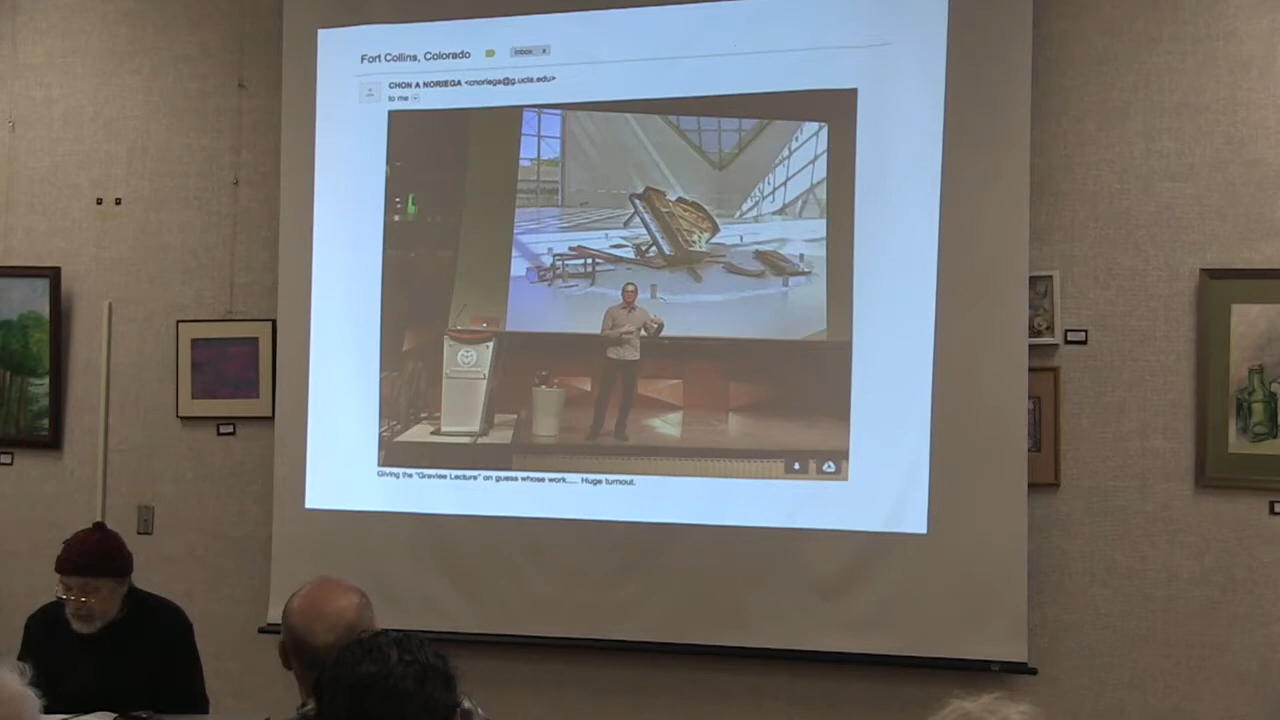 Fort Collins, Colorado
Inbox x
CHON A NORIEGA <cnoriega@g.ucla.edu>
to me
Giving the "Gravlee Lecture" on guess whose work..... Huge turnout.